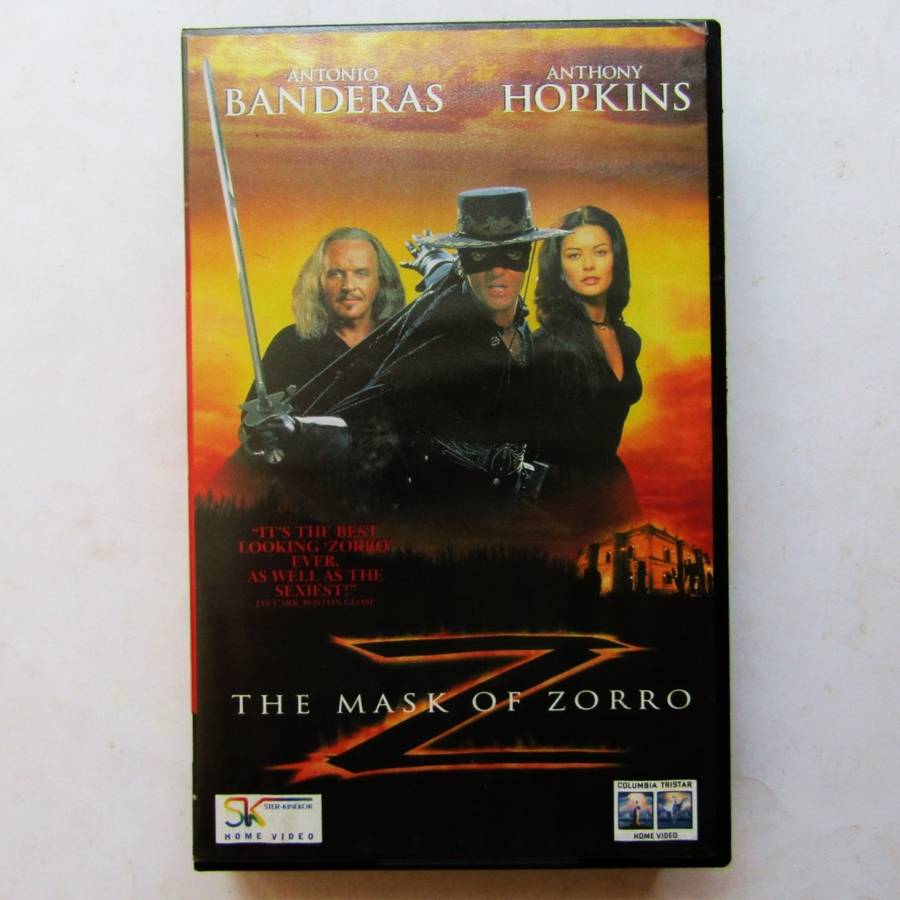 ANTONIO
BANDERAS
ANTHONY
HOPKINS
"IT'S THE BEST
LOOKING 'ZORRO'
EVER,
AS WELL AS THE
SEXIEST!"
JAY CARR, BOSTON GLOBE
Z
THE MASK OF ZORRO
SK STER-KINEKOR
HOME VIDEO
COLUMBIA TRISTAR
HOME VIDEO